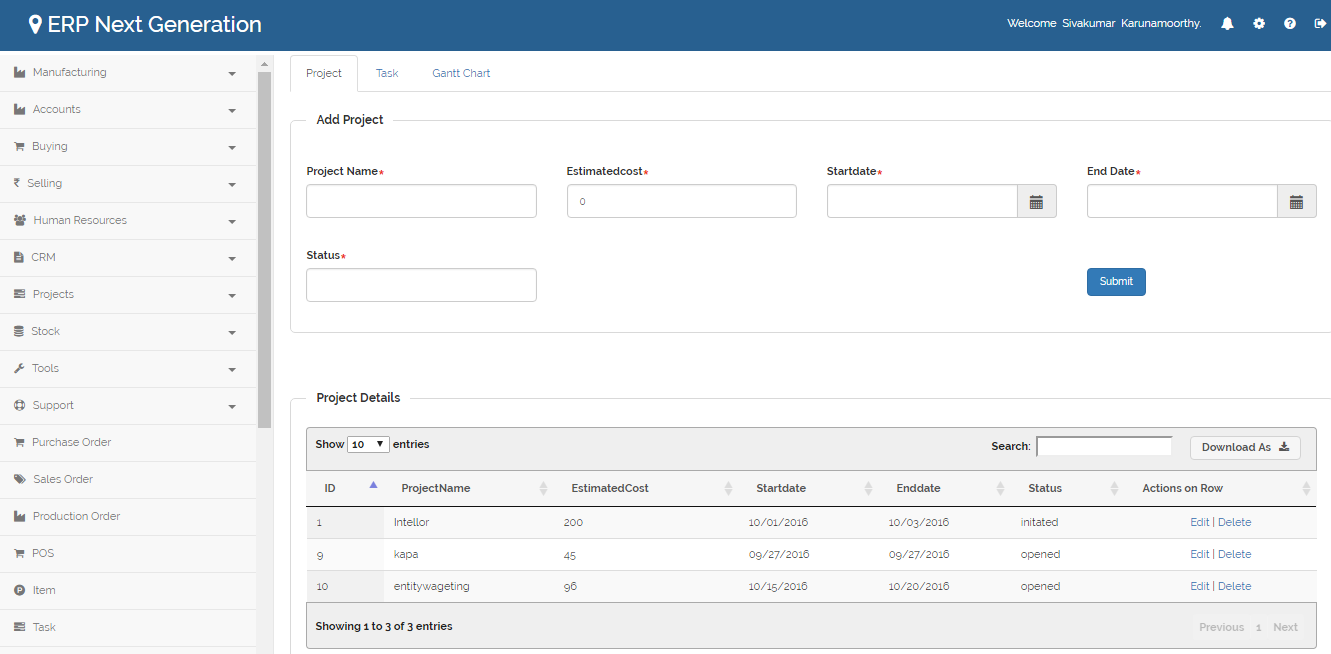 ERP Next Generation
Welcome Sivakumar Karunamoorthy.
Manufacturing
Accounts
Buying
Selling
Human Resources
CRM
Projects
Stock
Tools
Support
Purchase Order
Sales Order
Production Order
POS
Item
Task
Project Task Gantt Chart
Add Project
Project Name* Estimatedcost* Startdate* End Date*
0
Status*
Submit
Project Details
Show 10 entries Search: Download As
ID ProjectName EstimatedCost Startdate Enddate Status Actions on Row
1 Intellor 200 10/01/2016 10/03/2016 initated Edit | Delete
9 kapa 45 09/27/2016 09/27/2016 opened Edit | Delete
10 entitywageting 96 10/15/2016 10/20/2016 opened Edit | Delete
Showing 1 to 3 of 3 entries Previous 1 Next